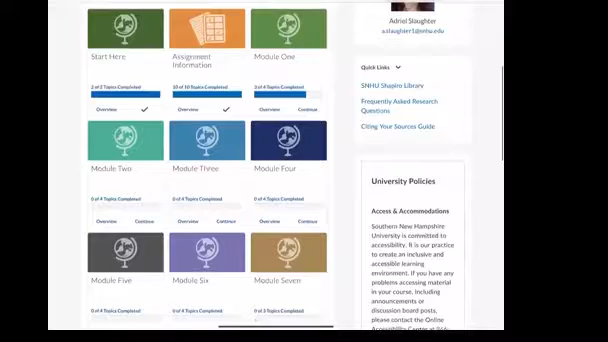 Start Here
Assignment
Information
Module One
2 of 2 Topics Completed
10 of 10 Topics Completed
3 of 4 Topics Completed
Overview
Overview
Overview
Continue
Module Two
Module Three
Module Four
0 of 4 Topics Completed
0 of 4 Topics Completed
0 of 4 Topics Completed
Overview
Continue
Overview
Continue
Overview
Continue
Module Five
Module Six
Module Seven
0 of 4 Topics Completed
0 of 4 Topics Completed
0 of 3 Topics Completed
Adriel Slaughter
a.slaughter1@snhu.edu
Quick Links
SNHU Shapiro Library
Frequently Asked Research
Questions
Citing Your Sources Guide
University Policies
Access & Accommodations
Southern New Hampshire
University is committed to
accessibility. It is our practice
to create an inclusive and
accessible learning
environment. If you have any
problems accessing material
in your course, including
announcements or
discussion board posts,
please contact the Online
Accessibility Center at